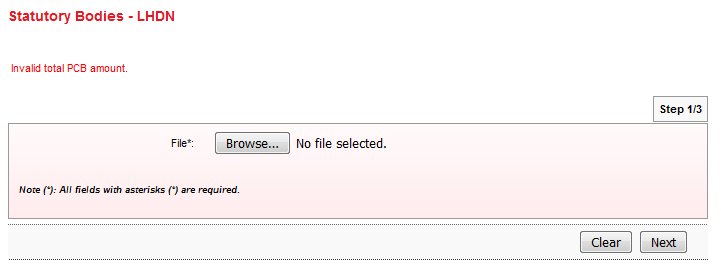 Statutory Bodies - LHDN
Invalid total PCB amount.
Step 1/3
File*: Browse... No file selected.
Note (*): All fields with asterisks (*) are required.
Clear Next